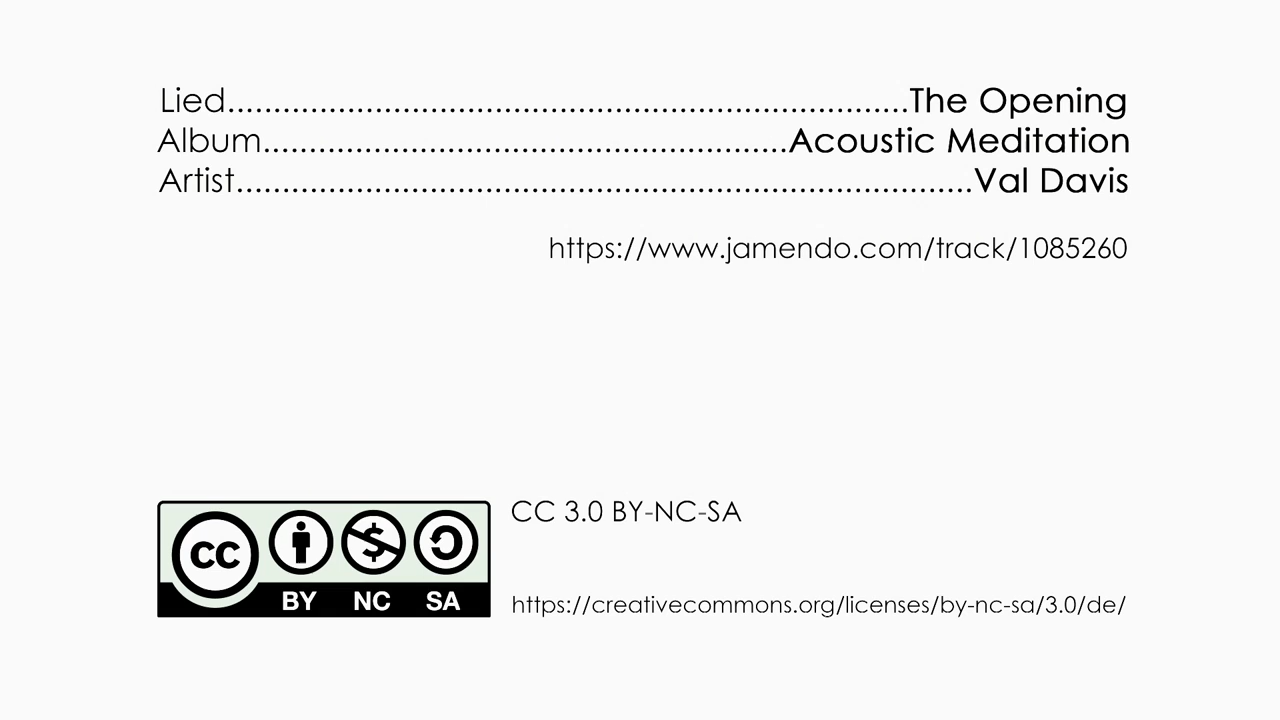 Lied..........................................................................The Opening
Album.........................................................Acoustic Meditation
Artist................................................................................Val Davis
https://www.jamendo.com/track/1085260
CC 3.0 BY-NC-SA
cc
BY NC SA
https://creativecommons.org/licenses/by-nc-sa/3.0/de/